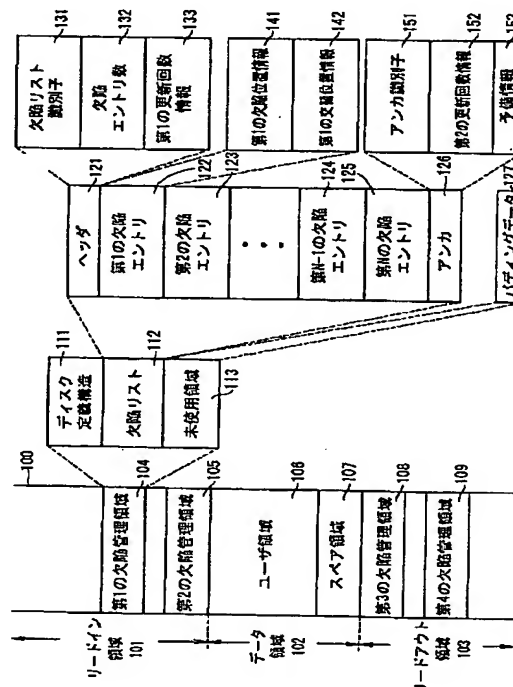 100
リードイン
領域 101
データ
領域 102
リードアウト
領域 103
第1の欠陥管理領域
104
第2の欠陥管理領域
105
ユーザ領域
106
スペア領域
107
第3の欠陥管理領域
108
第4の欠陥管理領域
109
ディスク
定義構造
111
欠陥リスト
112
未使用領域
113
ヘッダ
121
第1の欠陥
エントリ
122
第2の欠陥
エントリ
123
第N-1の欠陥
エントリ
124
第Nの欠陥
エントリ
125
アンカ
126
パディングデータ
127
欠陥リスト
識別子
131
欠陥
エントリ数
132
第1の更新回数
情報
133
第1の欠陥位置情報
141
第1の交替位置情報
142
アンカ識別子
151
第2の更新回数情報
152
予備情報
153